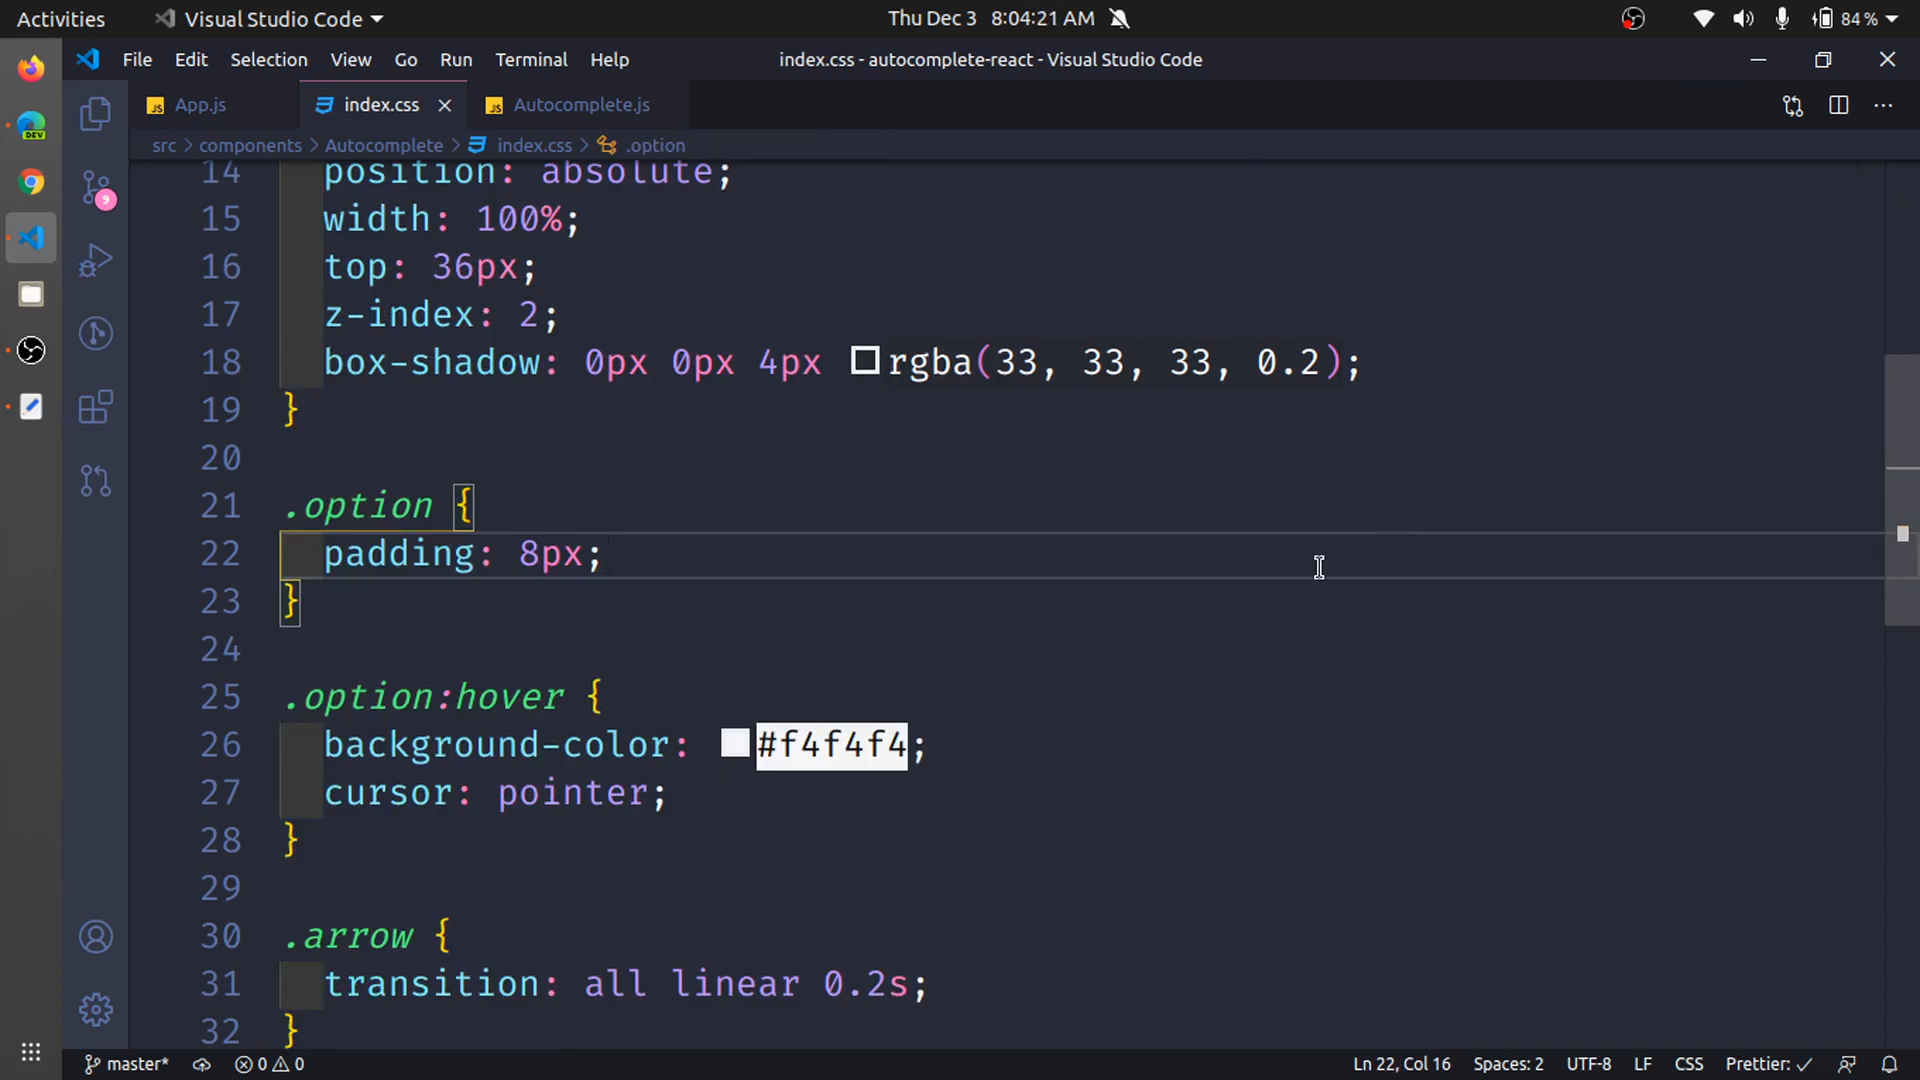 Activities Visual Studio Code Thu Dec 3 8:04:21 AM 84 %
File Edit Selection View Go Run Terminal Help index.css - autocomplete-react - Visual Studio Code
JS App.js index.css JS Autocomplete.js
src > components > Autocomplete > index.css > .option
DEV
9
14 position: absolute;
15 width: 100%;
16 top: 36px;
17 z-index: 2;
18 box-shadow: 0px 0px 4px rgba(33, 33, 33, 0.2);
19 }
20
21 .option {
22 padding: 8px;
23 }
24
25 .option:hover {
26 background-color: #f4f4f4;
27 cursor: pointer;
28 }
29
30 .arrow {
31 transition: all linear 0.2s;
32 }
master* 0 0 Ln 22, Col 16 Spaces: 2 UTF-8 LF CSS Prettier: ✓